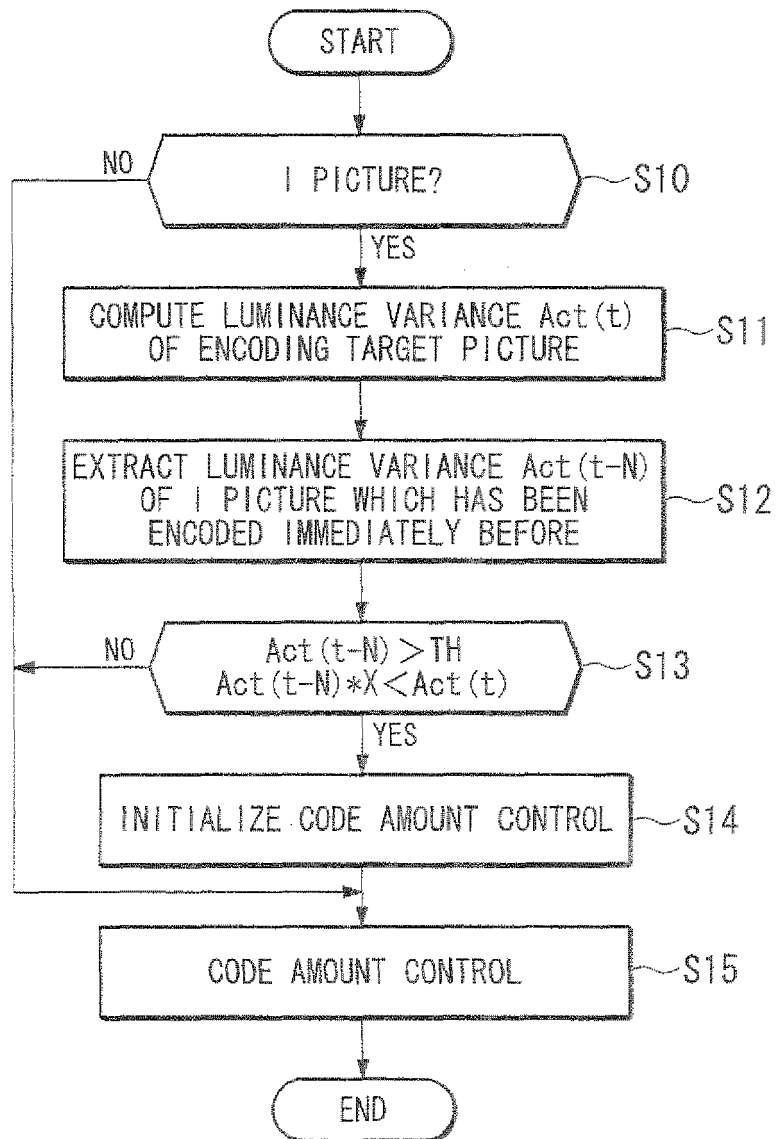 START
NO
I PICTURE?
S10
YES
COMPUTE LUMINANCE VARIANCE Act(t)
OF ENCODING TARGET PICTURE
S11
EXTRACT LUMINANCE VARIANCE Act(t-N)
OF I PICTURE WHICH HAS BEEN
ENCODED IMMEDIATELY BEFORE
S12
NO
Act(t-N)>TH
Act(t-N)*X<Act(t)
S13
YES
INITIALIZE CODE AMOUNT CONTROL
S14
CODE AMOUNT CONTROL
S15
END